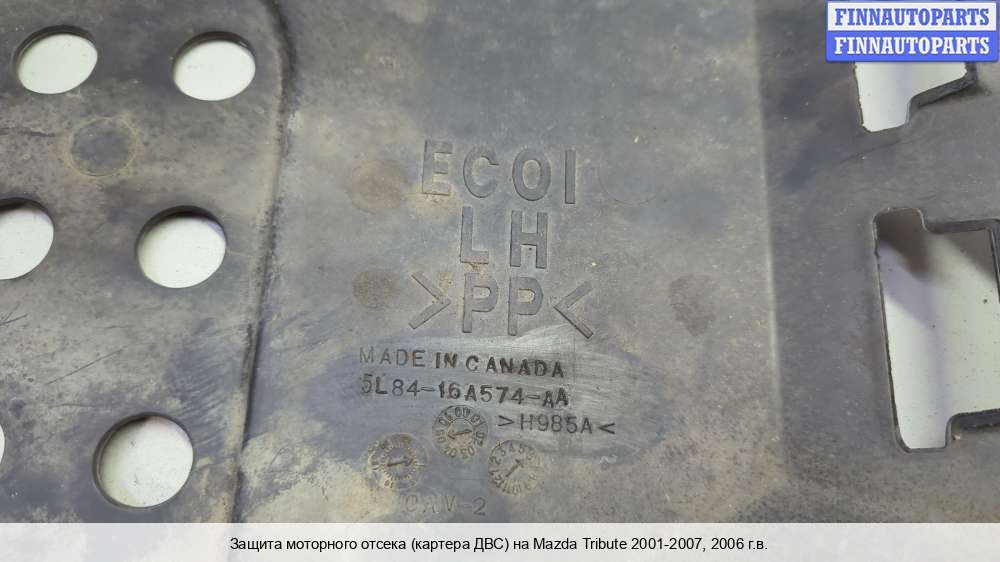 FINNAUTOPARTS
FINNAUTOPARTS
ECO1
LH
>PP<
MADE IN CANADA
5L84-16A574-AA
>H985A<
CAV-2
Защита моторного отсека (картера ДВС) на Mazda Tribute 2001-2007, 2006 г.в.